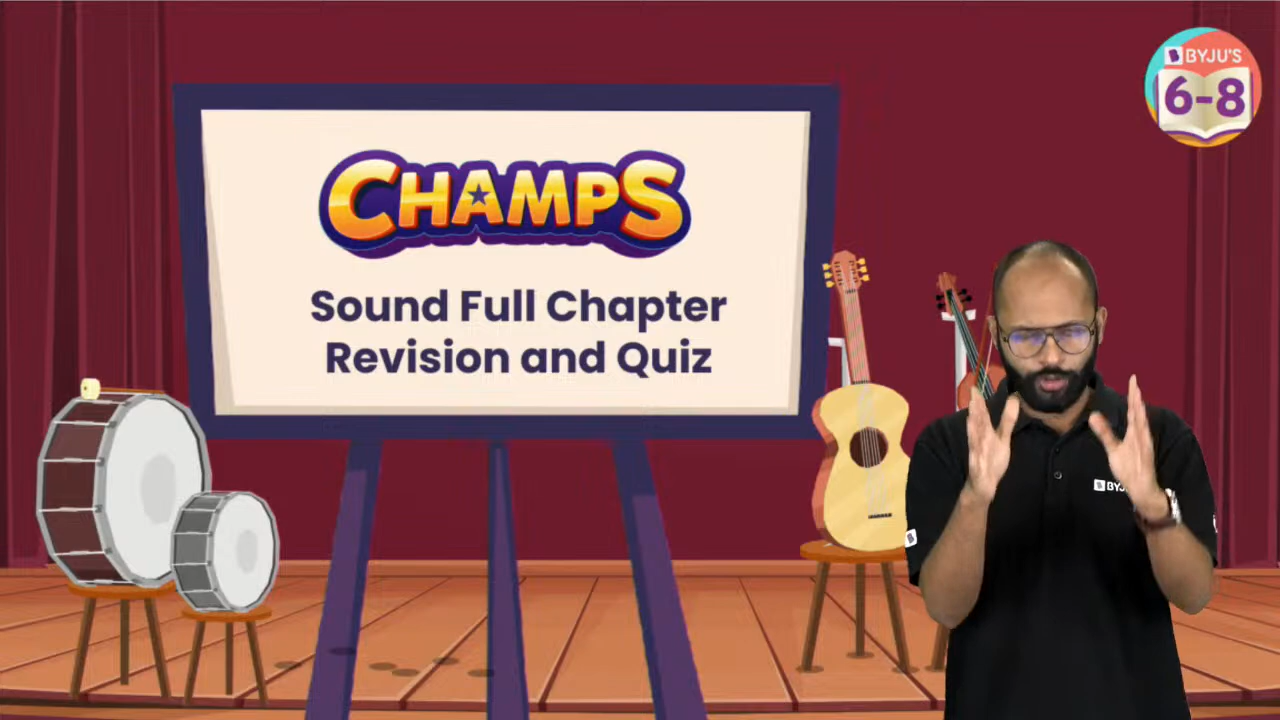 BYJU'S
6-8
CHAMPS
Sound Full Chapter
Revision and Quiz